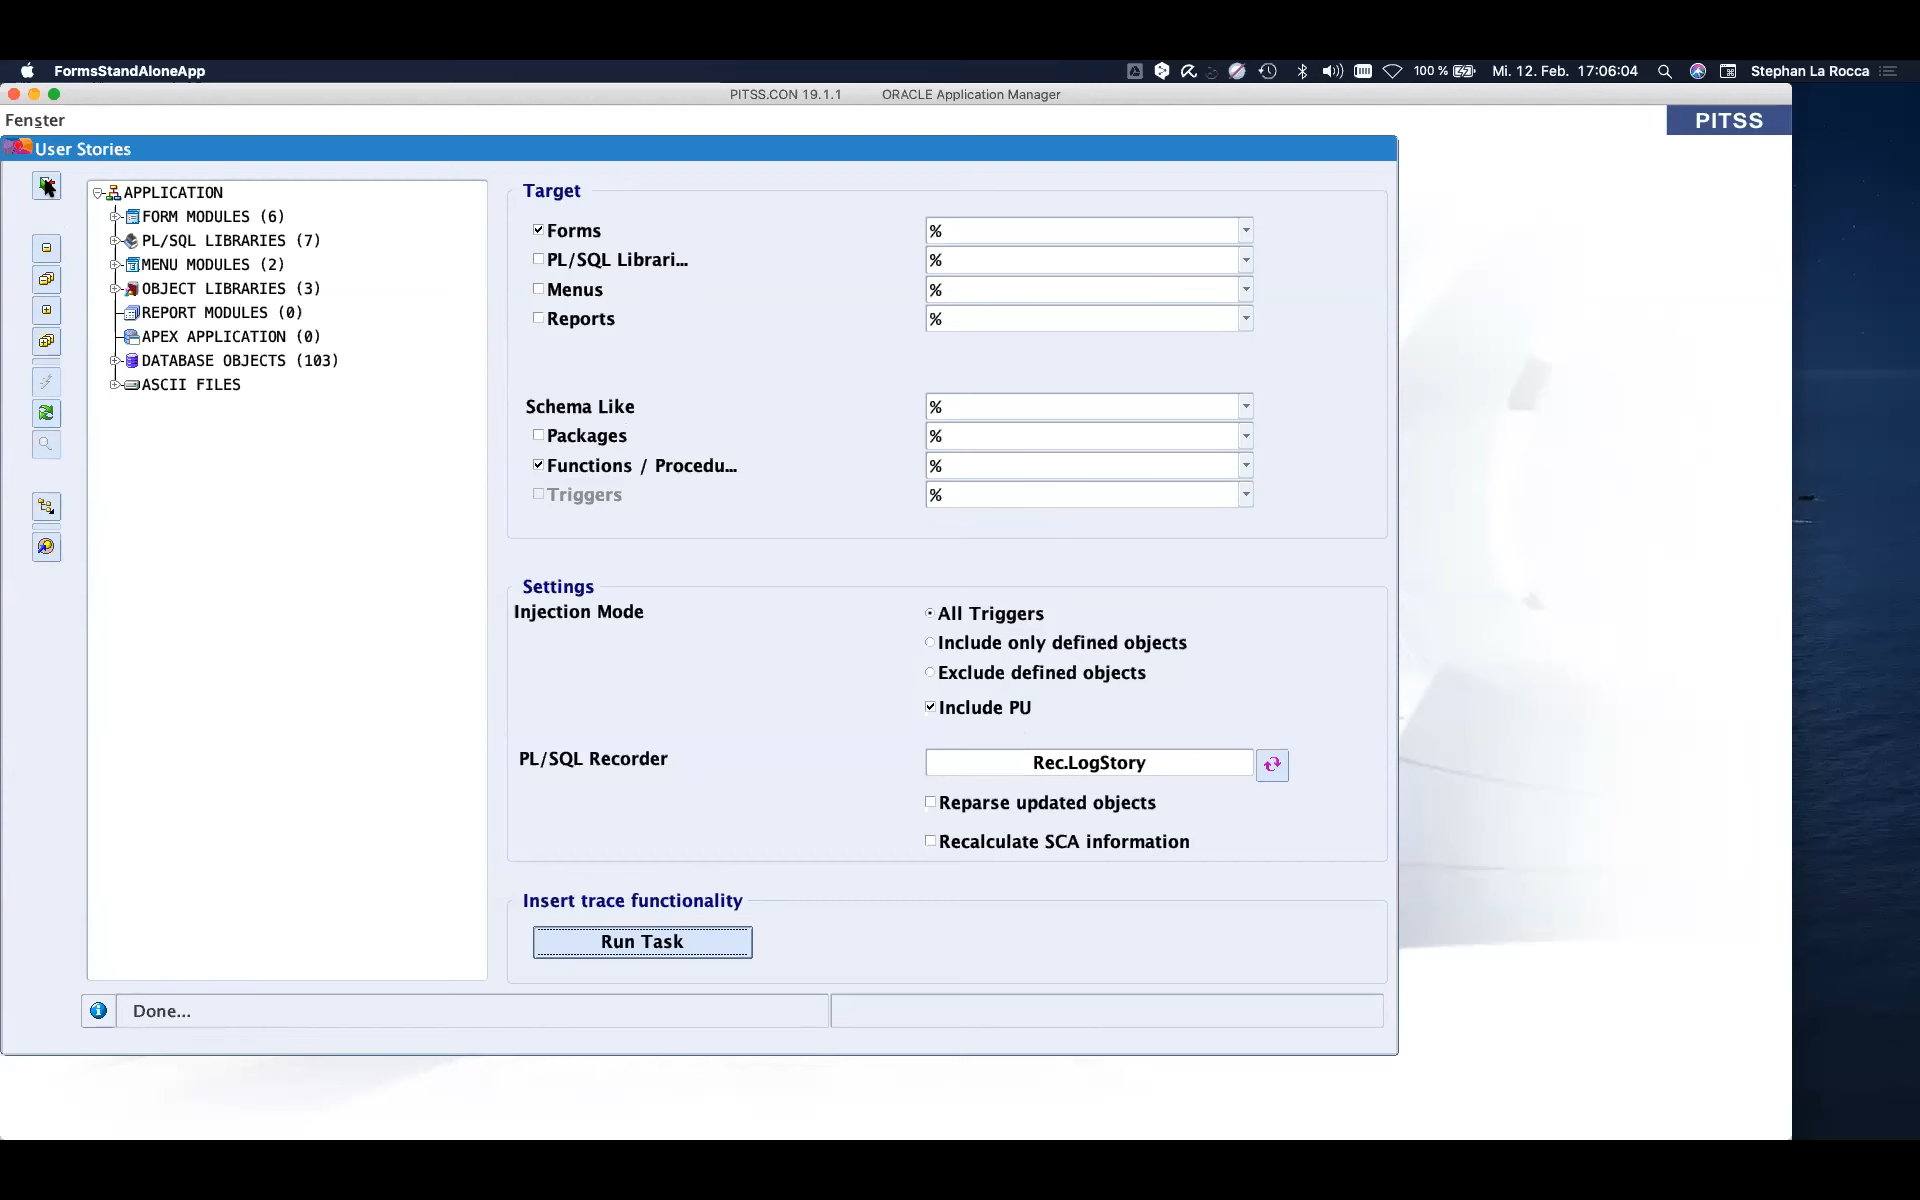 FormsStandAloneApp
100 %
Mi. 12. Feb. 17:06:04
Stephan La Rocca
PITSS.CON 19.1.1 ORACLE Application Manager
Fenster
PITSS
User Stories
APPLICATION
FORM MODULES (6)
PL/SQL LIBRARIES (7)
MENU MODULES (2)
OBJECT LIBRARIES (3)
REPORT MODULES (0)
APEX APPLICATION (0)
DATABASE OBJECTS (103)
ASCII FILES
Target
Forms %
PL/SQL Librari... %
Menus %
Reports %
Schema Like %
Packages %
Functions / Procedu... %
Triggers %
Settings
Injection Mode
All Triggers
Include only defined objects
Exclude defined objects
Include PU
PL/SQL Recorder
Rec.LogStory
Reparse updated objects
Recalculate SCA information
Insert trace functionality
Run Task
Done...